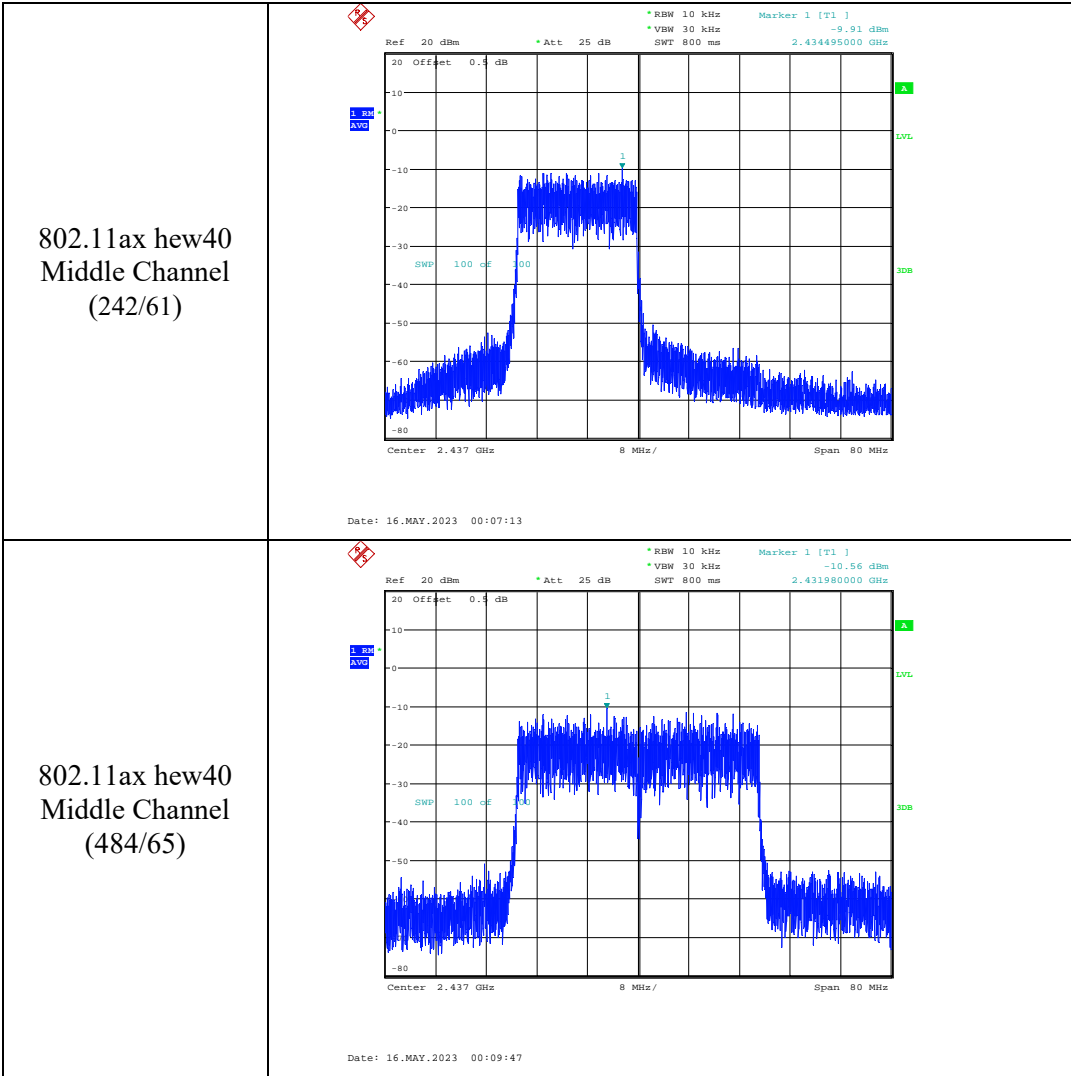 802.11ax hew40
Middle Channel
(242/61)
R S
*RBW 10 kHz Marker 1 [T1 ]
*VBW 30 kHz -9.91 dBm
Ref 20 dBm *Att 25 dB SWT 800 ms 2.434495000 GHz
20 Offset 0.5 dB
10
A
1 RM *
AVG
0
LVL
1
-10
-20
-30
SWP 100 of 100
3DB
-40
-50
-60
-70
-80
Center 2.437 GHz 8 MHz/ Span 80 MHz
Date: 16.MAY.2023 00:07:13
802.11ax hew40
Middle Channel
(484/65)
R S
*RBW 10 kHz Marker 1 [T1 ]
*VBW 30 kHz -10.56 dBm
Ref 20 dBm *Att 25 dB SWT 800 ms 2.431980000 GHz
20 Offset 0.5 dB
10
A
1 RM *
AVG
0
LVL
1
-10
-20
-30
SWP 100 of 100
3DB
-40
-50
-80
Center 2.437 GHz 8 MHz/ Span 80 MHz
Date: 16.MAY.2023 00:09:47